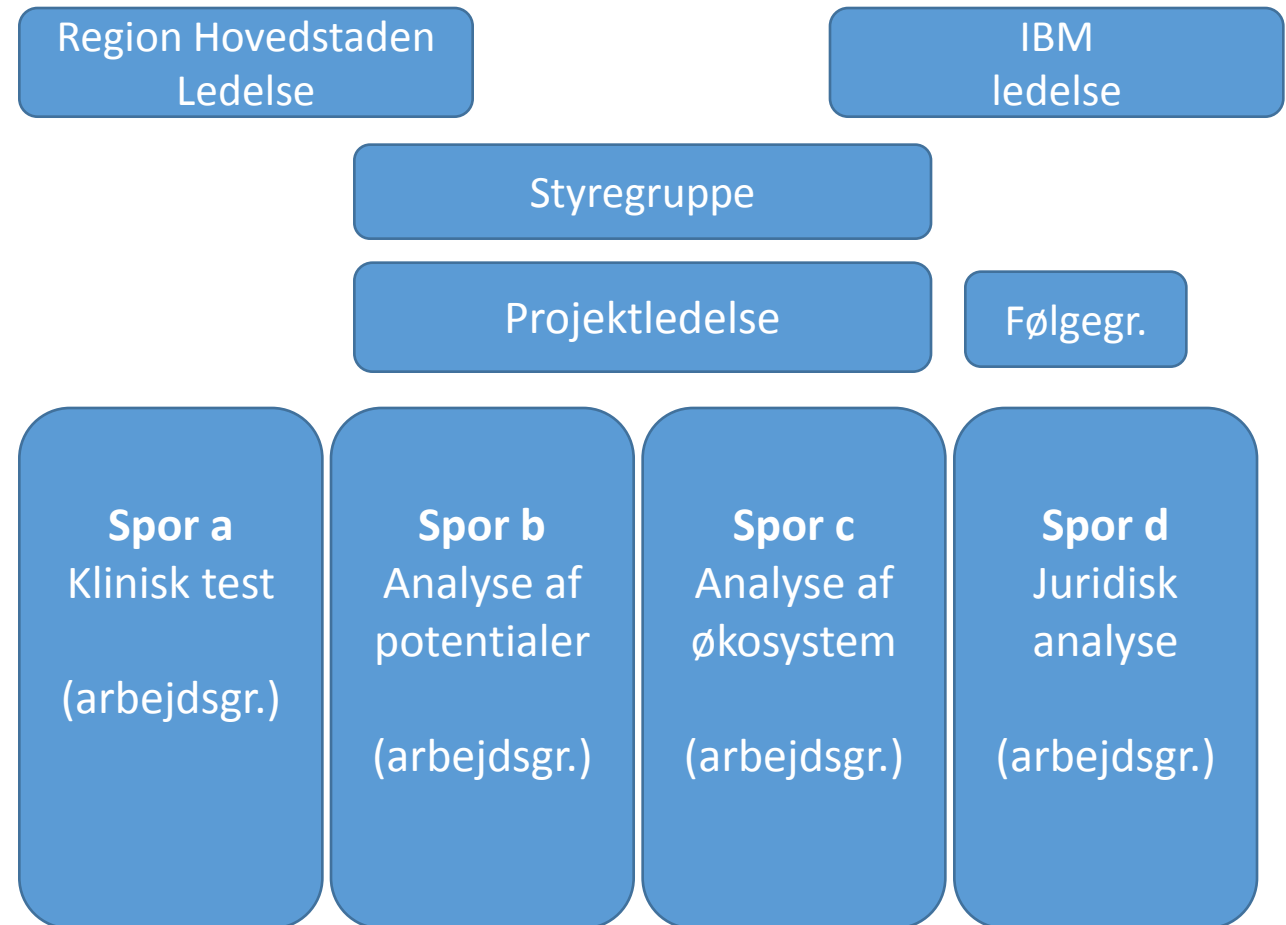 Region Hovedstaden
Ledelse
IBM
ledelse
Styregruppe
Projektledelse
Følgegr.
Spor a
Klinisk test
(arbejdsgr.)
Spor b
Analyse af
potentialer
(arbejdsgr.)
Spor c
Analyse af
økosystem
(arbejdsgr.)
Spor d
Juridisk
analyse
(arbejdsgr.)